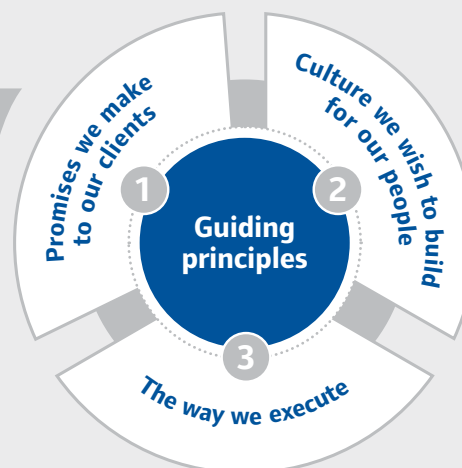 Promises we make
to our clients
1
Culture we wish to build
for our people
2
Guiding
principles
3
The way we execute